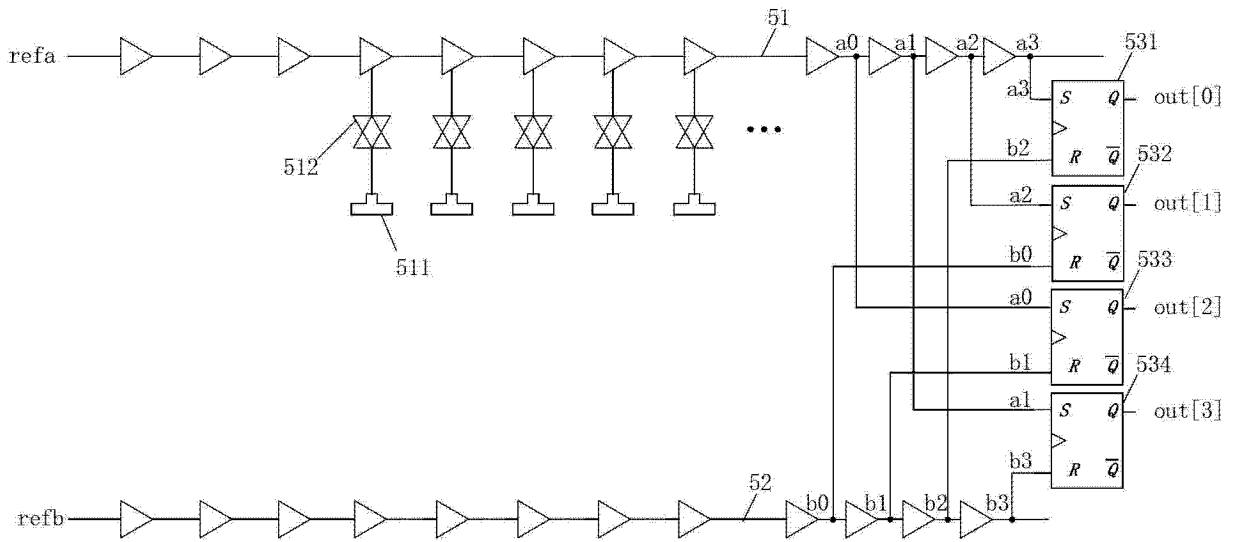 51
refa
a0
a1
a2
a3
531
a3
S
Q
out[0]
512
b2
R
Q̅
532
511
a2
S
Q
out[1]
b0
R
Q̅
533
a0
S
Q
out[2]
b1
R
Q̅
534
a1
S
Q
out[3]
b3
R
Q̅
52
refb
b0
b1
b2
b3